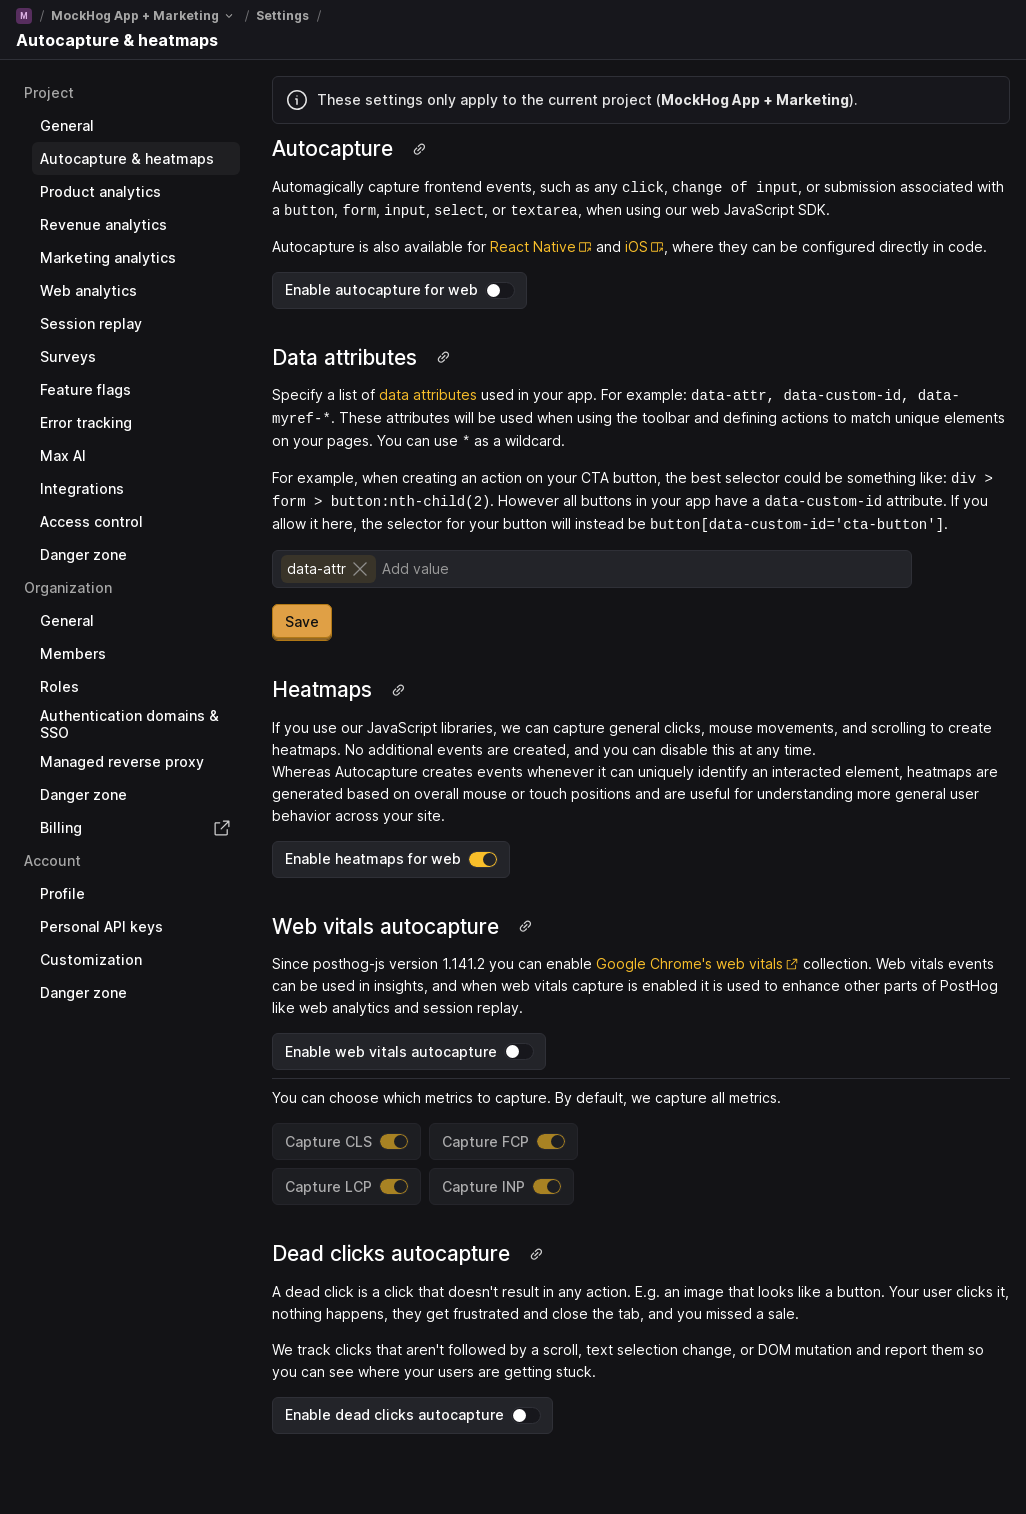 M / MockHog App + Marketing / Settings /
Autocapture & heatmaps
Project
General
Autocapture & heatmaps
Product analytics
Revenue analytics
Marketing analytics
Web analytics
Session replay
Surveys
Feature flags
Error tracking
Max AI
Integrations
Access control
Danger zone
Organization
General
Members
Roles
Authentication domains &
SSO
Managed reverse proxy
Danger zone
Billing
Account
Profile
Personal API keys
Customization
Danger zone
These settings only apply to the current project (MockHog App + Marketing).
Autocapture
Automagically capture frontend events, such as any click, change of input, or submission associated with
a button, form, input, select, or textarea, when using our web JavaScript SDK.
Autocapture is also available for React Native and iOS, where they can be configured directly in code.
Enable autocapture for web
Data attributes
Specify a list of data attributes used in your app. For example: data-attr, data-custom-id, data-
myref-*. These attributes will be used when using the toolbar and defining actions to match unique elements
on your pages. You can use * as a wildcard.
For example, when creating an action on your CTA button, the best selector could be something like: div >
form > button:nth-child(2). However all buttons in your app have a data-custom-id attribute. If you
allow it here, the selector for your button will instead be button[data-custom-id='cta-button'].
data-attr Add value
Save
Heatmaps
If you use our JavaScript libraries, we can capture general clicks, mouse movements, and scrolling to create
heatmaps. No additional events are created, and you can disable this at any time.
Whereas Autocapture creates events whenever it can uniquely identify an interacted element, heatmaps are
generated based on overall mouse or touch positions and are useful for understanding more general user
behavior across your site.
Enable heatmaps for web
Web vitals autocapture
Since posthog-js version 1.141.2 you can enable Google Chrome's web vitals collection. Web vitals events
can be used in insights, and when web vitals capture is enabled it is used to enhance other parts of PostHog
like web analytics and session replay.
Enable web vitals autocapture
You can choose which metrics to capture. By default, we capture all metrics.
Capture CLS Capture FCP
Capture LCP Capture INP
Dead clicks autocapture
A dead click is a click that doesn't result in any action. E.g. an image that looks like a button. Your user clicks it,
nothing happens, they get frustrated and close the tab, and you missed a sale.
We track clicks that aren't followed by a scroll, text selection change, or DOM mutation and report them so
you can see where your users are getting stuck.
Enable dead clicks autocapture